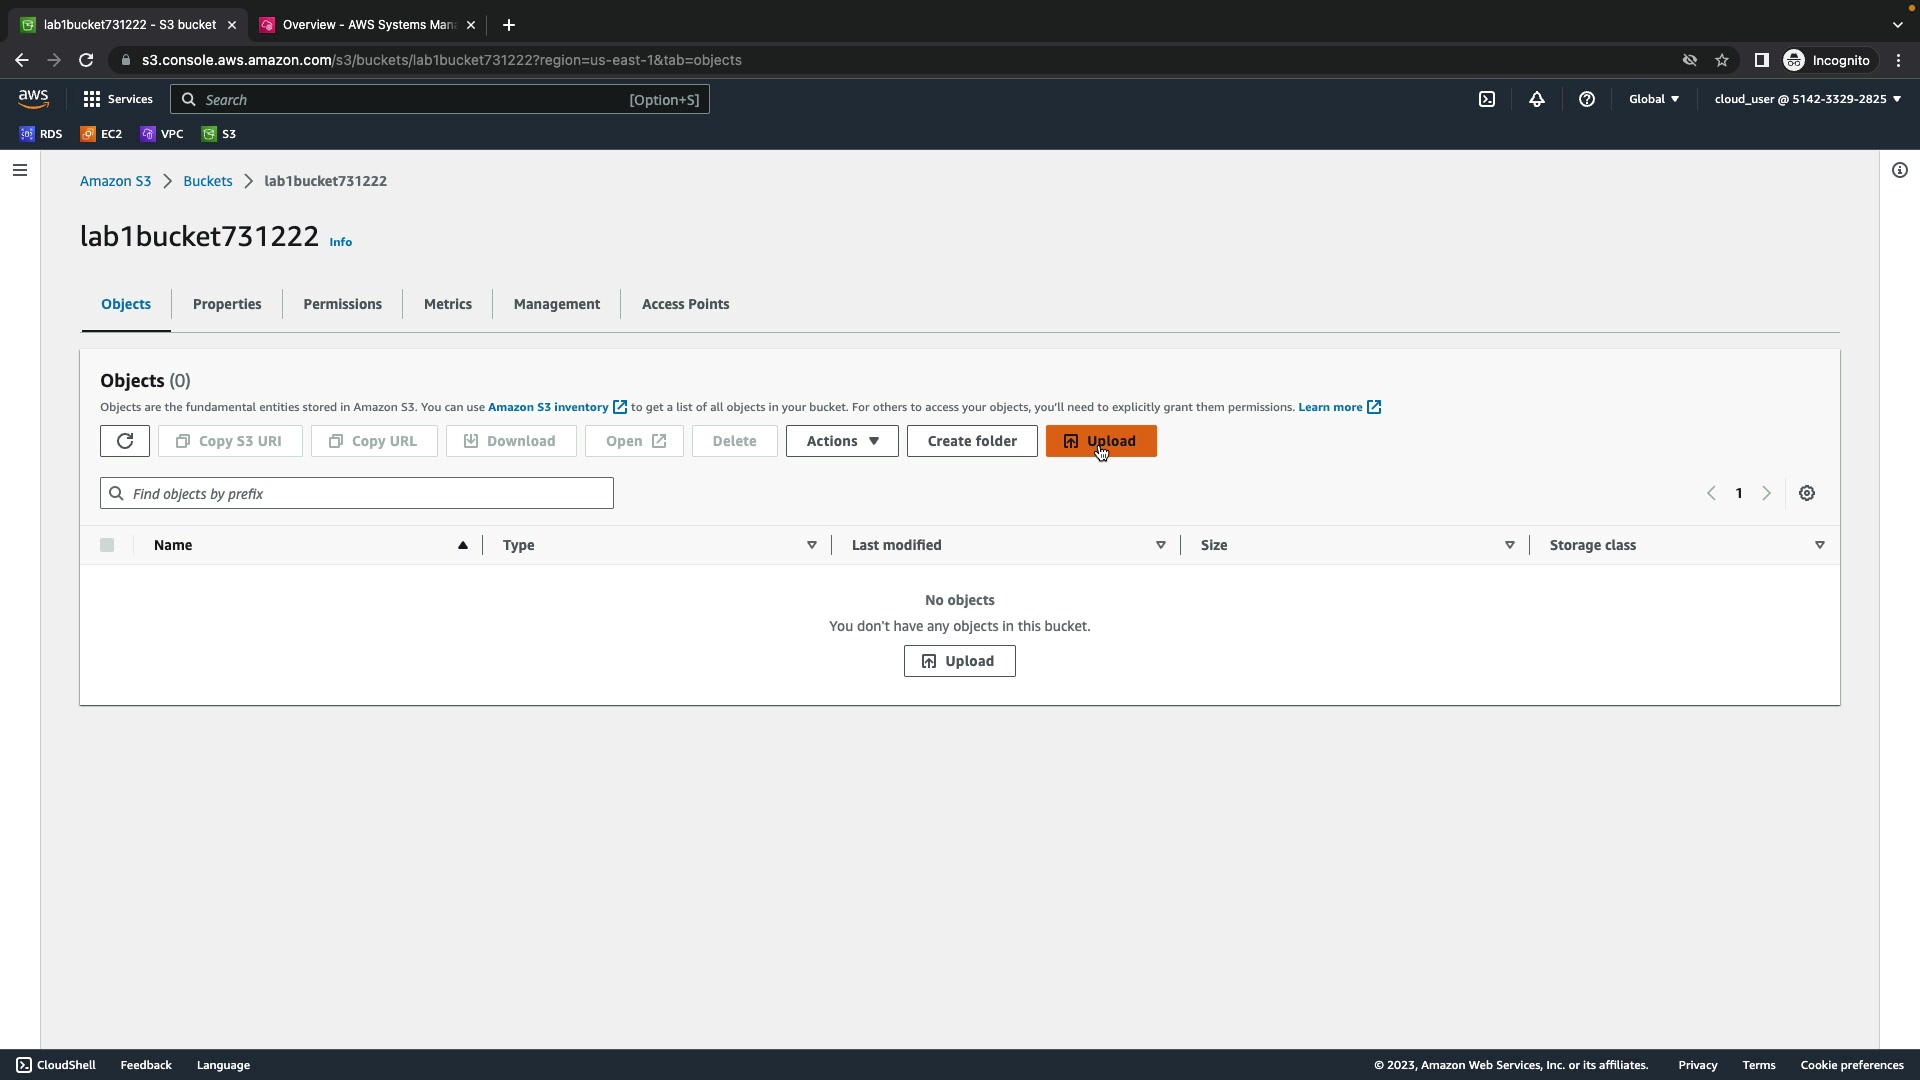 lab1bucket731222 - S3 bucket
Overview - AWS Systems Man
s3.console.aws.amazon.com/s3/buckets/lab1bucket731222?region=us-east-1&tab=objects
Incognito
aws
Services
Search
[Option+S]
Global
cloud_user @ 5142-3329-2825
RDS
EC2
VPC
S3
Amazon S3
Buckets
lab1bucket731222
lab1bucket731222 Info
Objects
Properties
Permissions
Metrics
Management
Access Points
Objects (0)
Objects are the fundamental entities stored in Amazon S3. You can use Amazon S3 inventory to get a list of all objects in your bucket. For others to access your objects, you'll need to explicitly grant them permissions. Learn more
Copy S3 URI
Copy URL
Download
Open
Delete
Actions
Create folder
Upload
Find objects by prefix
1
Name
Type
Last modified
Size
Storage class
No objects
You don't have any objects in this bucket.
Upload
CloudShell
Feedback
Language
© 2023, Amazon Web Services, Inc. or its affiliates.
Privacy
Terms
Cookie preferences